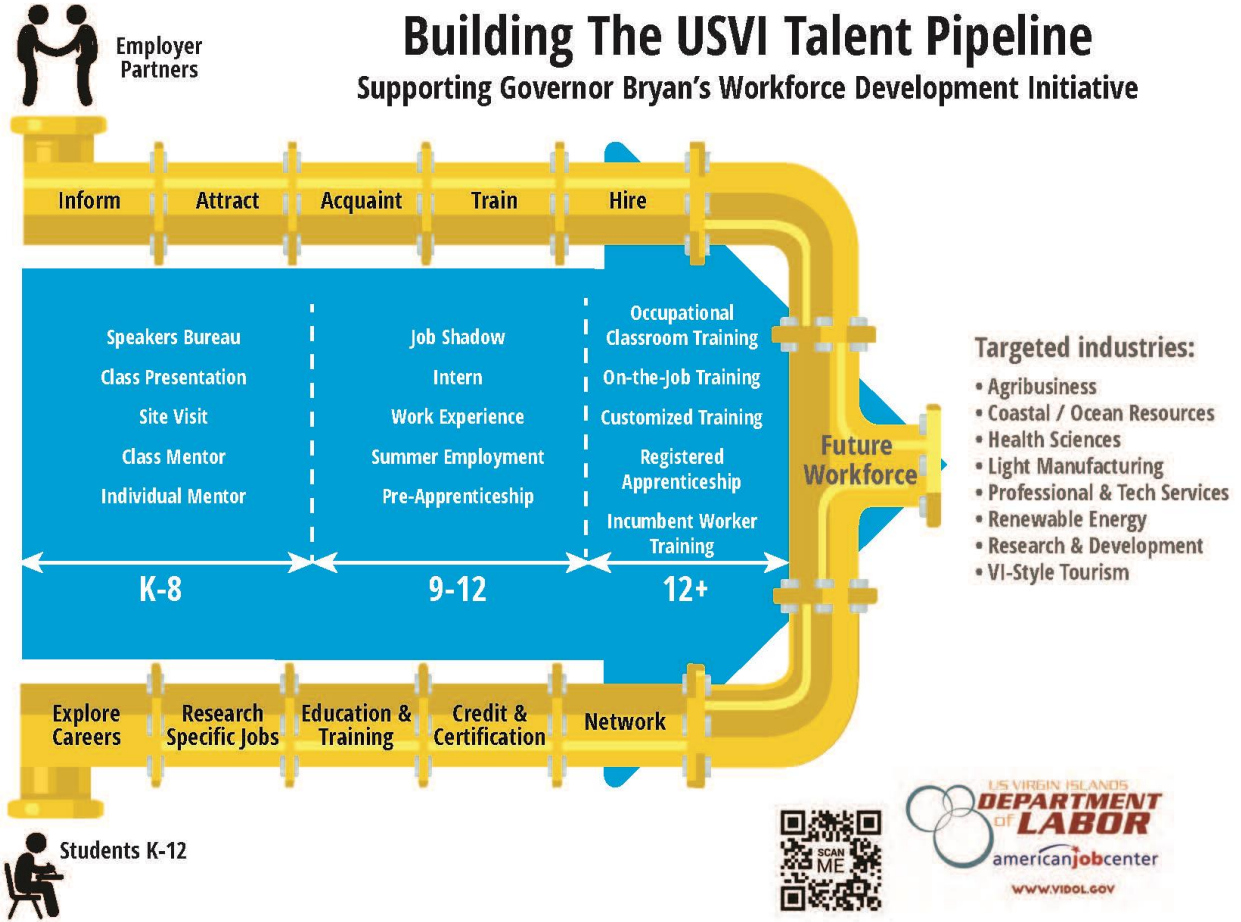 Building The USVI Talent Pipeline
Supporting Governor Bryan's Workforce Development Initiative
Employer
Partners
Inform
Attract
Acquaint
Train
Hire
Speakers Bureau
Class Presentation
Site Visit
Class Mentor
Individual Mentor
K-8
Job Shadow
Intern
Work Experience
Summer Employment
Pre-Apprenticeship
9-12
Occupational
Classroom Training
On-the-Job Training
Customized Training
Registered
Apprenticeship
Incumbent Worker
Training
12+
Future
Workforce
Targeted industries:
• Agribusiness
• Coastal / Ocean Resources
• Health Sciences
• Light Manufacturing
• Professional & Tech Services
• Renewable Energy
• Research & Development
• VI-Style Tourism
Explore
Careers
Research
Specific Jobs
Education &
Training
Credit &
Certification
Network
Students K-12
SCAN
ME
US VIRGIN ISLANDS
DEPARTMENT
of LABOR
americanjobcenter
WWW.VIDOL.GOV